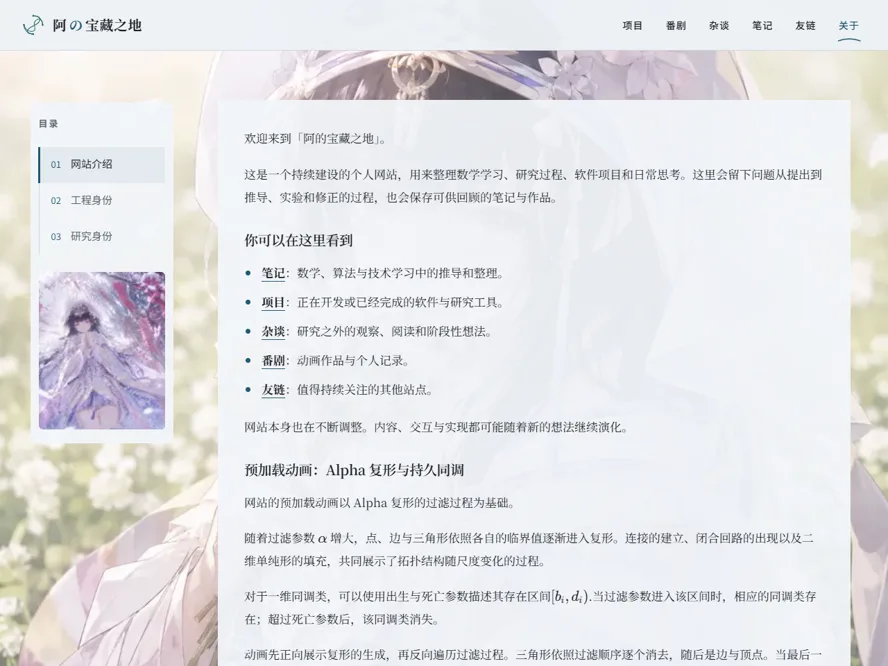 阿の宝藏之地
项目 番剧 杂谈 笔记 友链 关于
目录
01 网站介绍
02 工程身份
03 研究身份
欢迎来到「阿的宝藏之地」。
这是一个持续建设的个人网站，用来整理数学学习、研究过程、软件项目和日常思考。这里会留下问题从提出到
推导、实验和修正的过程，也会保存可供回顾的笔记与作品。
你可以在这里看到
笔记：数学、算法与技术学习中的推导和整理。
项目：正在开发或已经完成的软件与研究工具。
杂谈：研究之外的观察、阅读和阶段性想法。
番剧：动画作品与个人记录。
友链：值得持续关注的其他站点。
网站本身也在不断调整。内容、交互与实现都可能随着新的想法继续演化。
预加载动画：Alpha 复形与持久同调
网站的预加载动画以 Alpha 复形的过滤过程为基础。
随着过滤参数 α 增大，点、边与三角形依照各自的临界值逐渐进入复形。连接的建立、闭合回路的出现以及二
维单纯形的填充，共同展示了拓扑结构随尺度变化的过程。
对于一维同调类，可以使用出生与死亡参数描述其存在区间[b_i, d_i).当过滤参数进入该区间时，相应的同调类存
在；超过死亡参数后，该同调类消失。
动画先正向展示复形的生成，再反向遍历过滤过程。三角形依照过滤顺序逐个消去，随后是边与顶点。当最后一